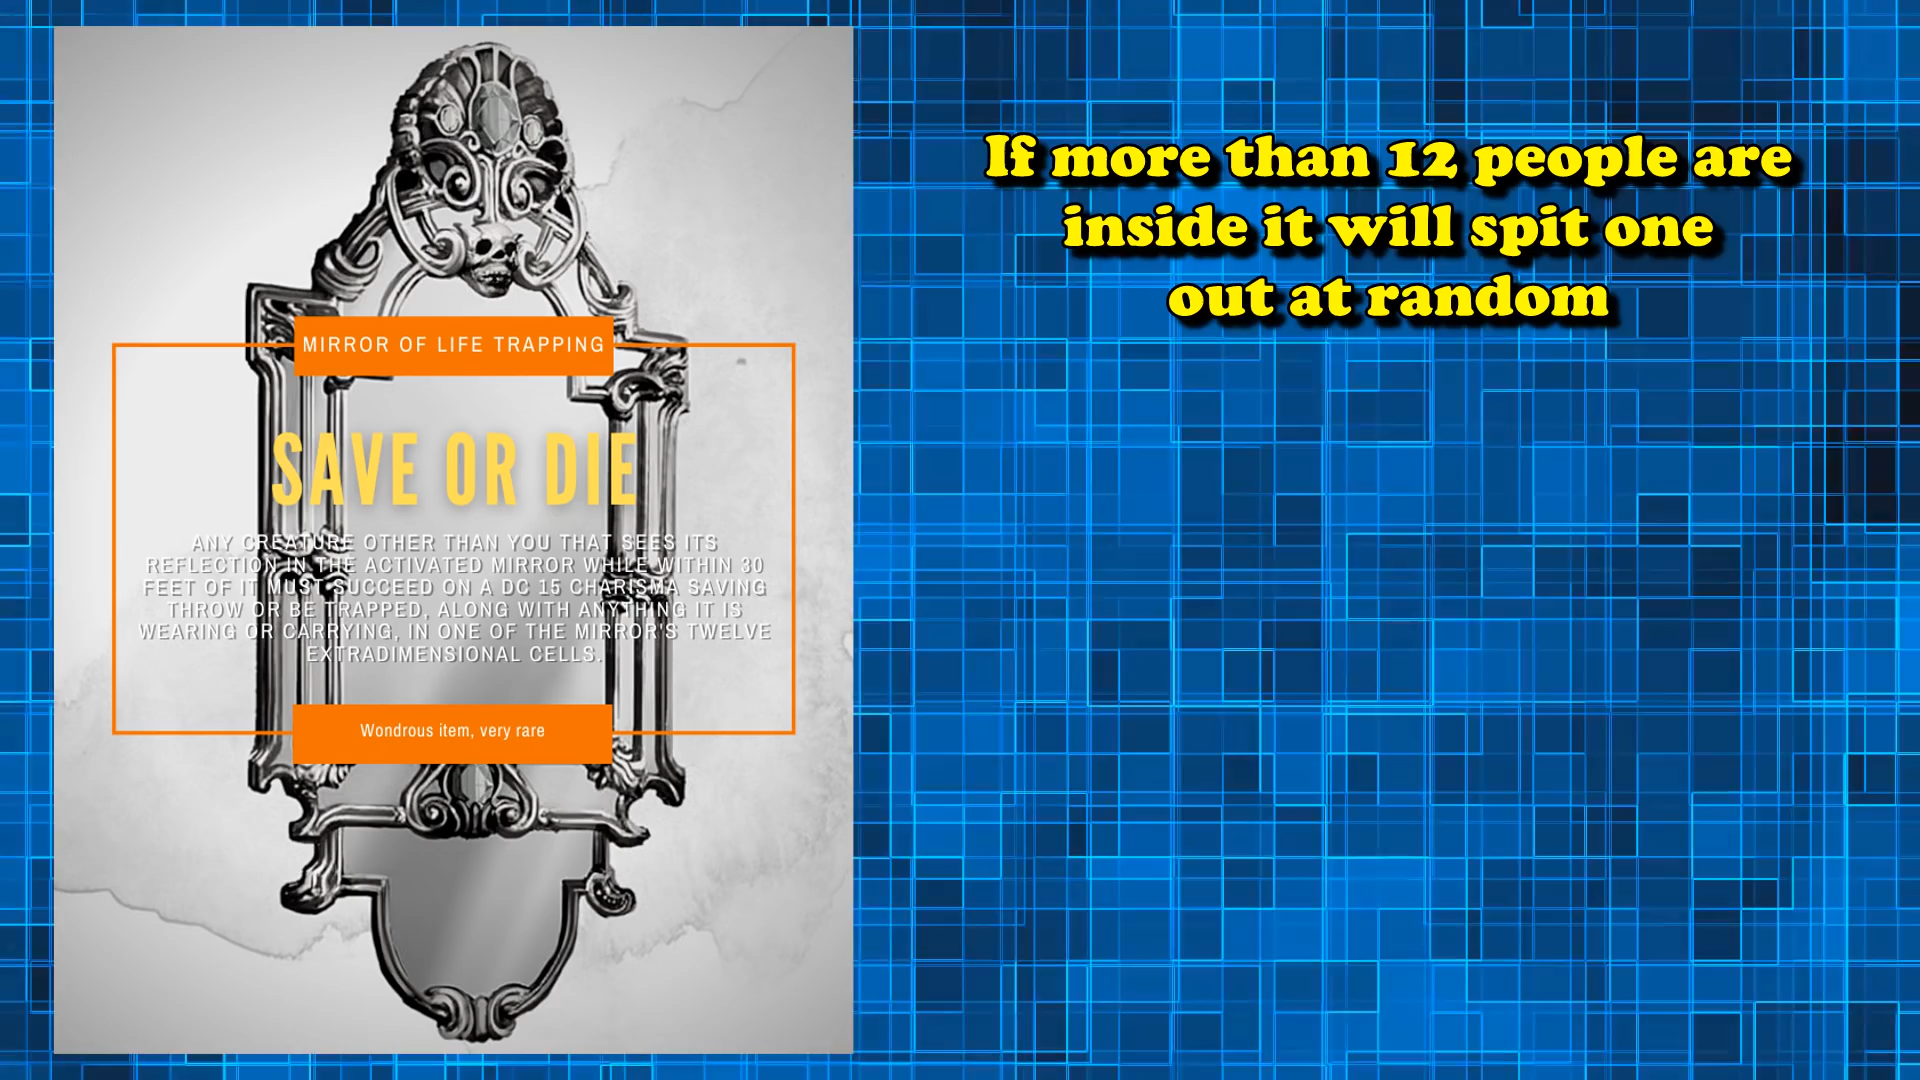 MIRROR OF LIFE TRAPPING
SAVE OR DIE
ANY CREATURE OTHER THAN YOU THAT SEES ITS
REFLECTION IN THE ACTIVATED MIRROR WHILE WITHIN 30
FEET OF IT MUST SUCCEED ON A DC 15 CHARISMA SAVING
THROW OR BE TRAPPED, ALONG WITH ANYTHING IT IS
WEARING OR CARRYING, IN ONE OF THE MIRROR'S TWELVE
EXTRADIMENSIONAL CELLS.
Wondrous item, very rare
If more than 12 people are
inside it will spit one
out at random